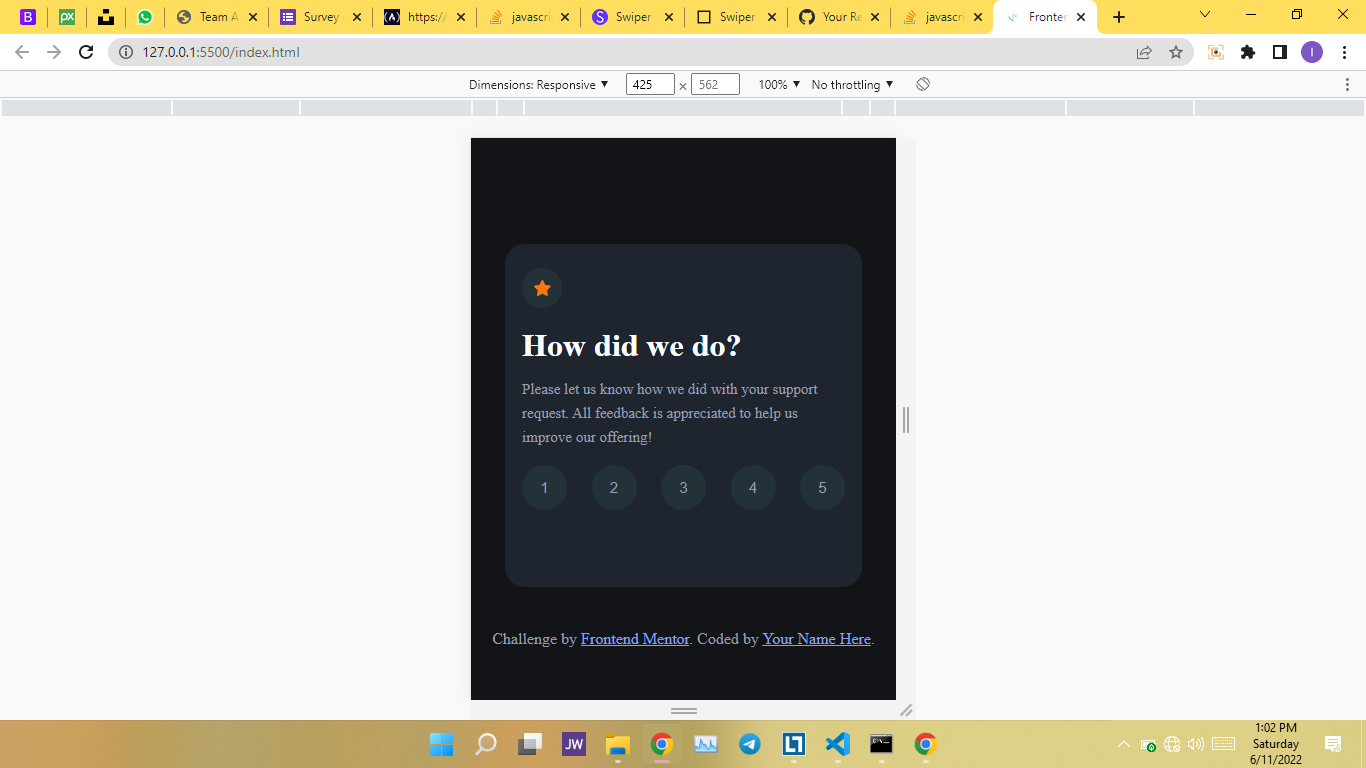 B
px
Team A
Survey
https://
javascri
S
Swiper
Swiper
Your Re
javascri
Fronter
127.0.0.1:5500/index.html
I
Dimensions: Responsive
425
×
562
100%
No throttling
How did we do?
Please let us know how we did with your support
request. All feedback is appreciated to help us
improve our offering!
1 2 3 4 5
Challenge by Frontend Mentor. Coded by Your Name Here.
JW
1:02 PM
Saturday
6/11/2022